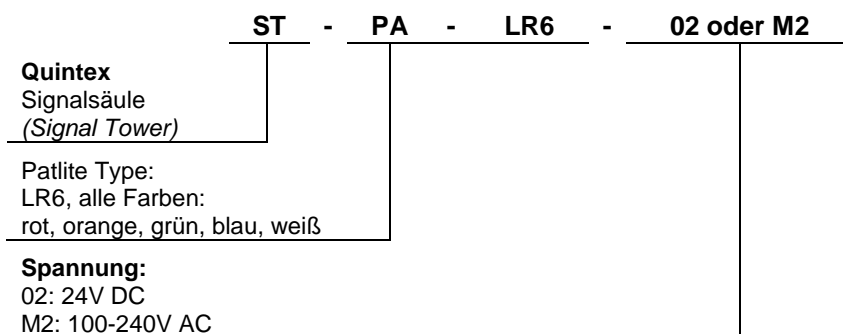 ST - PA - LR6 - 02 oder M2
Quintex
Signalsäule
(Signal Tower)
Patlite Type:
LR6, alle Farben:
rot, orange, grün, blau, weiß
Spannung:
02: 24V DC
M2: 100-240V AC